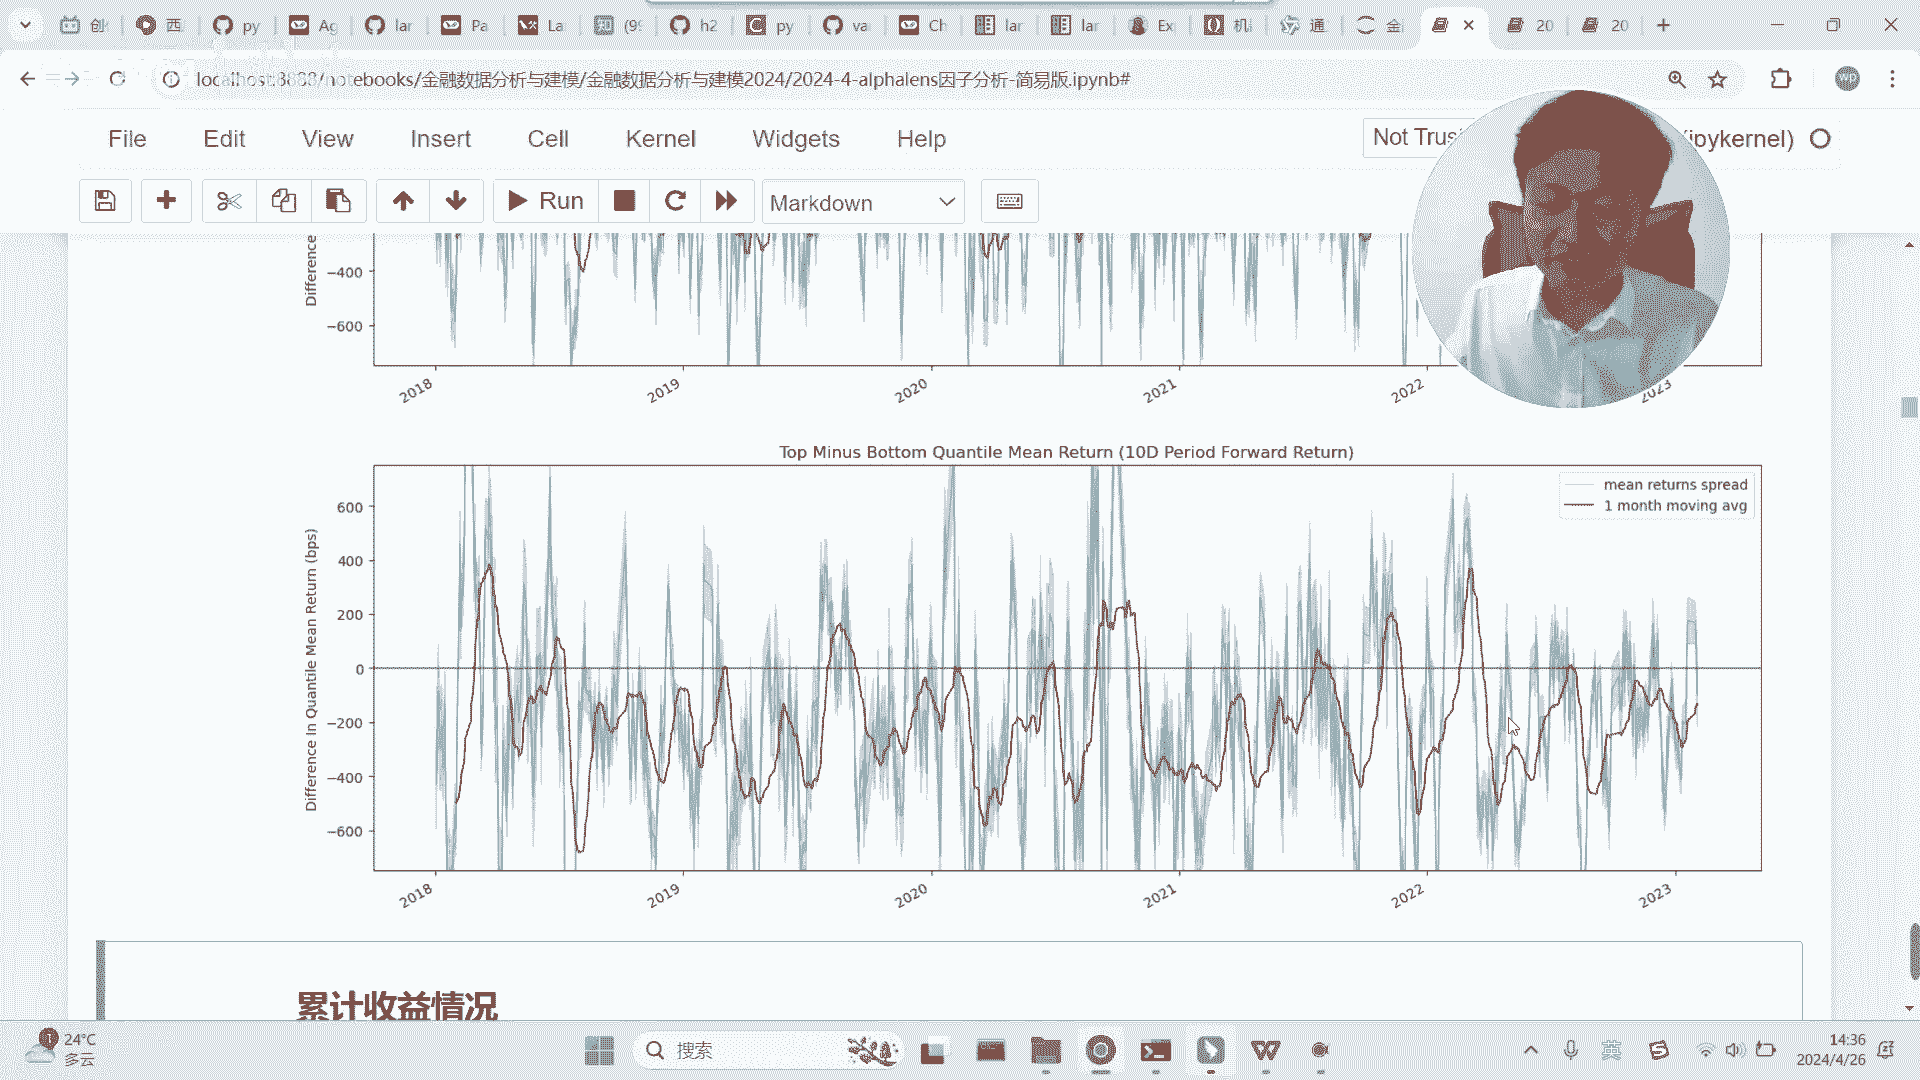 创
西
py
Ag
lar
Pa
La
(9
h2
py
va
Ch
lar
lar
Ex
机
通
金
20
20
localhost:8888/notebooks/金融数据分析与建模/金融数据分析与建模2024/2024-4-alphalens因子分析-简易版.ipynb#
wp
File Edit View Insert Cell Kernel Widgets Help
Not Trus
(ipykernel)
Run
Markdown
Difference
−400
−600
2018 2019 2020 2021 2022 2023
Top Minus Bottom Quantile Mean Return (10D Period Forward Return)
mean returns spread
1 month moving avg
Difference In Quantile Mean Return (bps)
600
400
200
0
−200
−400
−600
2018 2019 2020 2021 2022 2023
累计收益情况
1
24°C
多云
搜索
英
14:36
2024/4/26